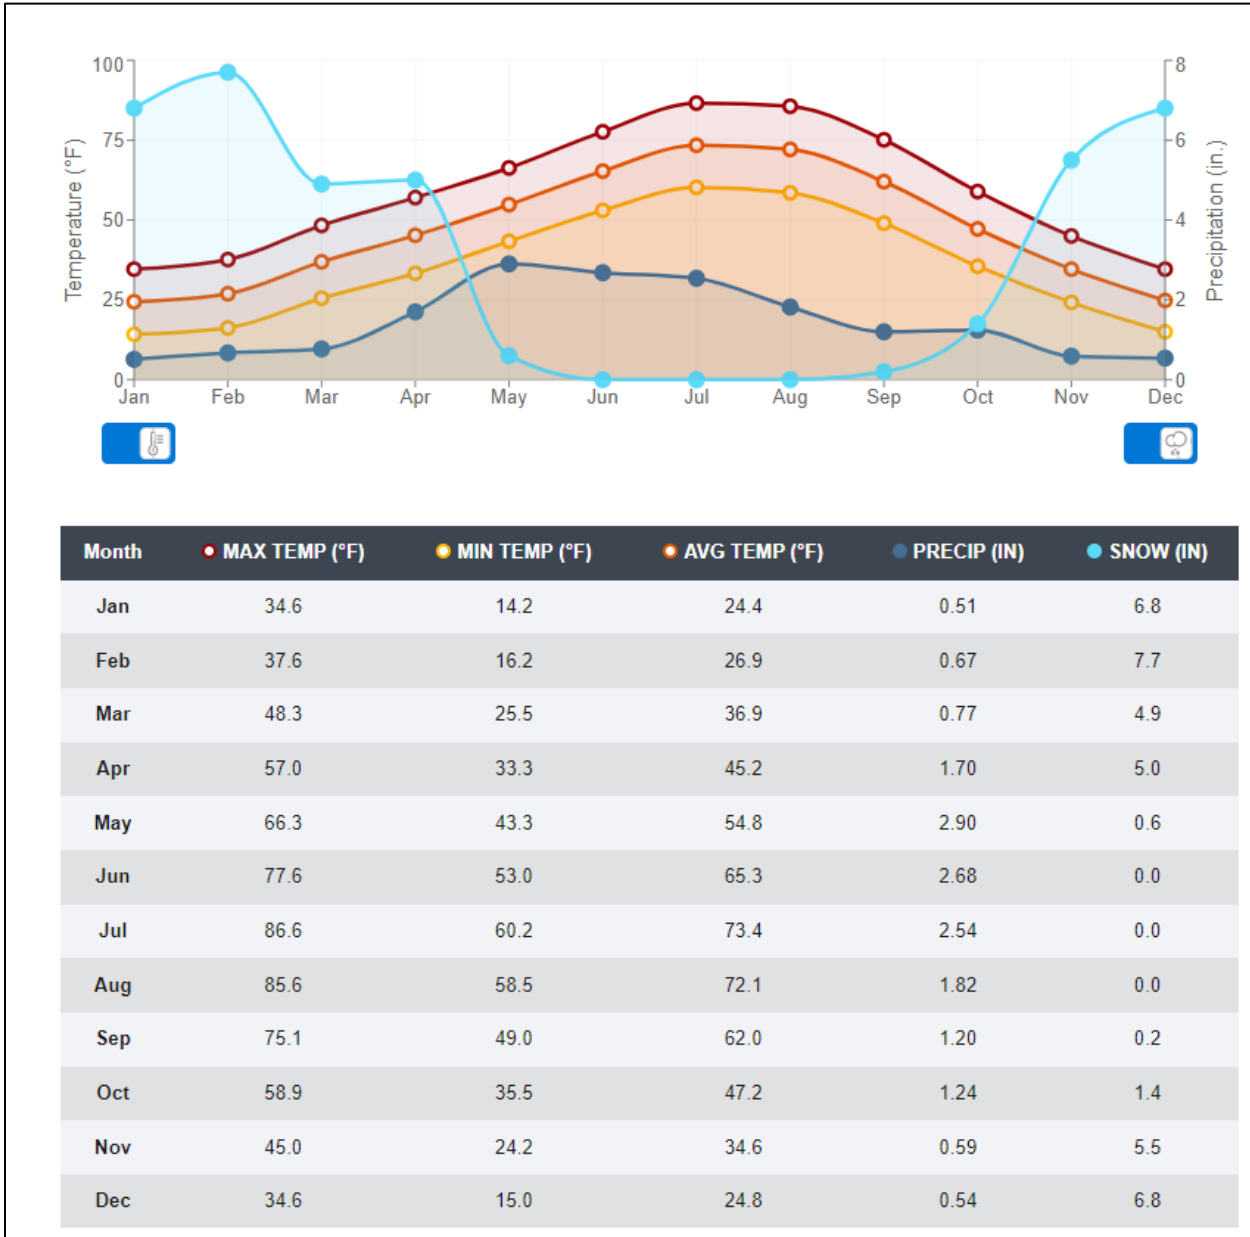 100
8
75
6
50
4
25
2
0
0
Temperature (°F)
Precipitation (in.)
Jan Feb Mar Apr May Jun Jul Aug Sep Oct Nov Dec
Month MAX TEMP (°F) MIN TEMP (°F) AVG TEMP (°F) PRECIP (IN) SNOW (IN)
Jan 34.6 14.2 24.4 0.51 6.8
Feb 37.6 16.2 26.9 0.67 7.7
Mar 48.3 25.5 36.9 0.77 4.9
Apr 57.0 33.3 45.2 1.70 5.0
May 66.3 43.3 54.8 2.90 0.6
Jun 77.6 53.0 65.3 2.68 0.0
Jul 86.6 60.2 73.4 2.54 0.0
Aug 85.6 58.5 72.1 1.82 0.0
Sep 75.1 49.0 62.0 1.20 0.2
Oct 58.9 35.5 47.2 1.24 1.4
Nov 45.0 24.2 34.6 0.59 5.5
Dec 34.6 15.0 24.8 0.54 6.8